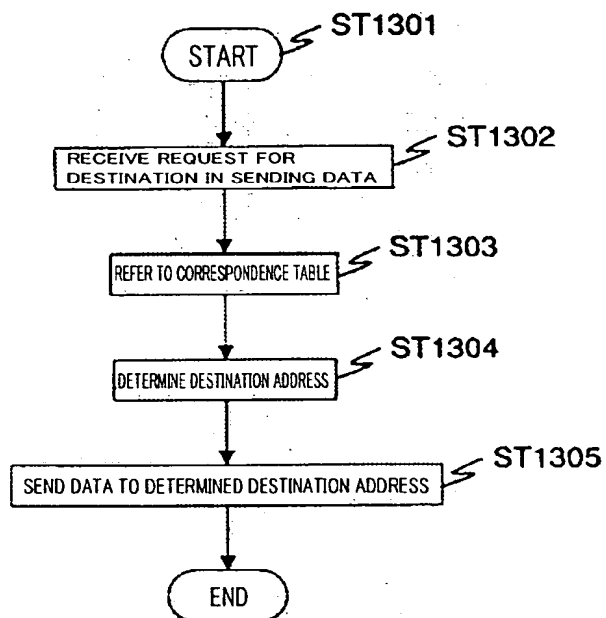 START
ST1301
RECEIVE REQUEST FOR
DESTINATION IN SENDING DATA
ST1302
REFER TO CORRESPONDENCE TABLE
ST1303
DETERMINE DESTINATION ADDRESS
ST1304
SEND DATA TO DETERMINED DESTINATION ADDRESS
ST1305
END